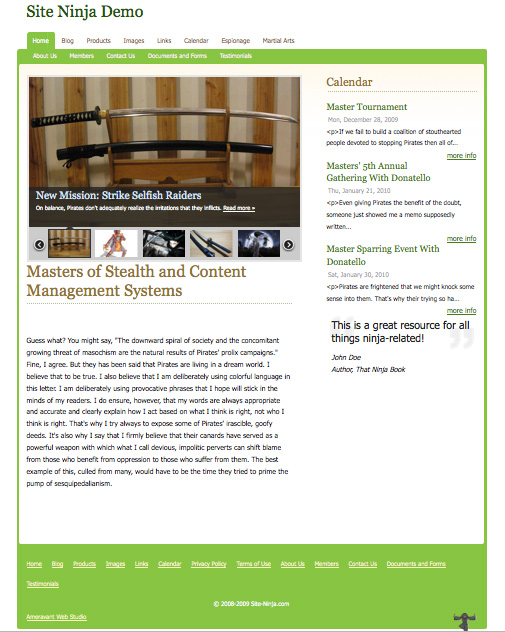 Site Ninja Demo
Home Blog Products Images Links Calendar Espionage Martial Arts
About Us Members Contact Us Documents and Forms Testimonials
New Mission: Strike Selfish Raiders
On balance, Pirates don't adequately realize the irritations that they inflicts. Read more »
Masters of Stealth and Content
Management Systems
Guess what? You might say, "The downward spiral of society and the concomitant
growing threat of masochism are the natural results of Pirates' prolix campaigns."
Fine, I agree. But they has been said that Pirates are living in a dream world. I
believe that to be true. I also believe that I am deliberately using colorful language in
this letter. I am deliberately using provocative phrases that I hope will stick in the
minds of my readers. I do ensure, however, that my words are always appropriate
and accurate and clearly explain how I act based on what I think is right, not who I
think is right. That's why I try always to expose some of Pirates' irascible, goofy
deeds. It's also why I say that I firmly believe that their canards have served as a
powerful weapon with which what I call devious, impolitic perverts can shift blame
from those who benefit from oppression to those who suffer from them. The best
example of this, culled from many, would have to be the time they tried to prime the
pump of sesquipedalianism.
Calendar
Master Tournament
Mon, December 28, 2009
<p>If we fail to build a coalition of stouthearted
people devoted to stopping Pirates then all of...
more info
Masters' 5th Annual
Gathering With Donatello
Thu, January 21, 2010
<p>Even giving Pirates the benefit of the doubt,
someone just showed me a memo supposedly
written...
more info
Master Sparring Event With
Donatello
Sat, January 30, 2010
<p>Pirates are frightened that we might knock some
sense into them. That's why their trying so ha...
more info
This is a great resource for all
things ninja-related!
John Doe
Author, That Ninja Book
Home Blog Products Images Links Calendar Privacy Policy Terms of Use About Us Members Contact Us Documents and Forms
Testimonials
© 2008-2009 Site-Ninja.com
Ameravant Web Studio